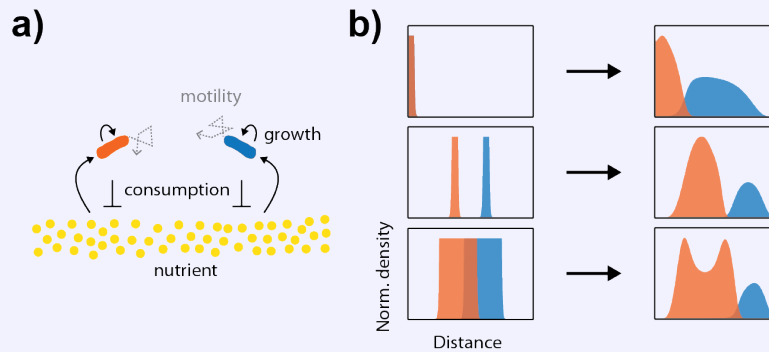 a)
motility
growth
consumption
nutrient
b)
Norm. density
Distance